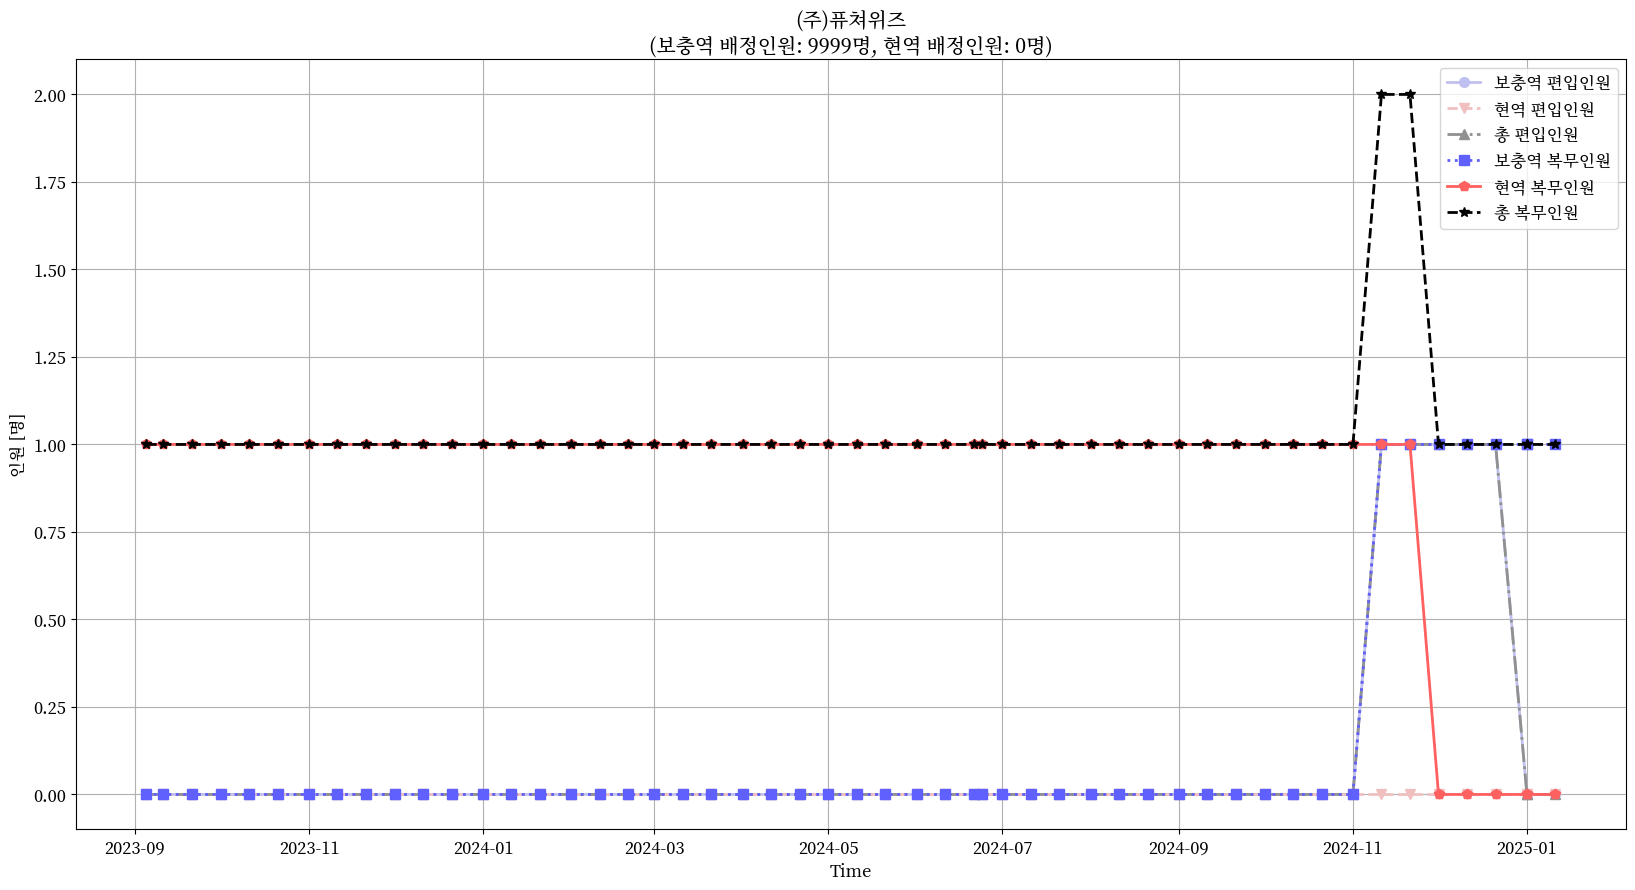 (주)퓨쳐위즈
(보충역 배정인원: 9999명, 현역 배정인원: 0명)
보충역 편입인원
현역 편입인원
총 편입인원
보충역 복무인원
현역 복무인원
총 복무인원
인원 [명]
2.00
1.75
1.50
1.25
1.00
0.75
0.50
0.25
0.00
2023-09 2023-11 2024-01 2024-03 2024-05 2024-07 2024-09 2024-11 2025-01
Time